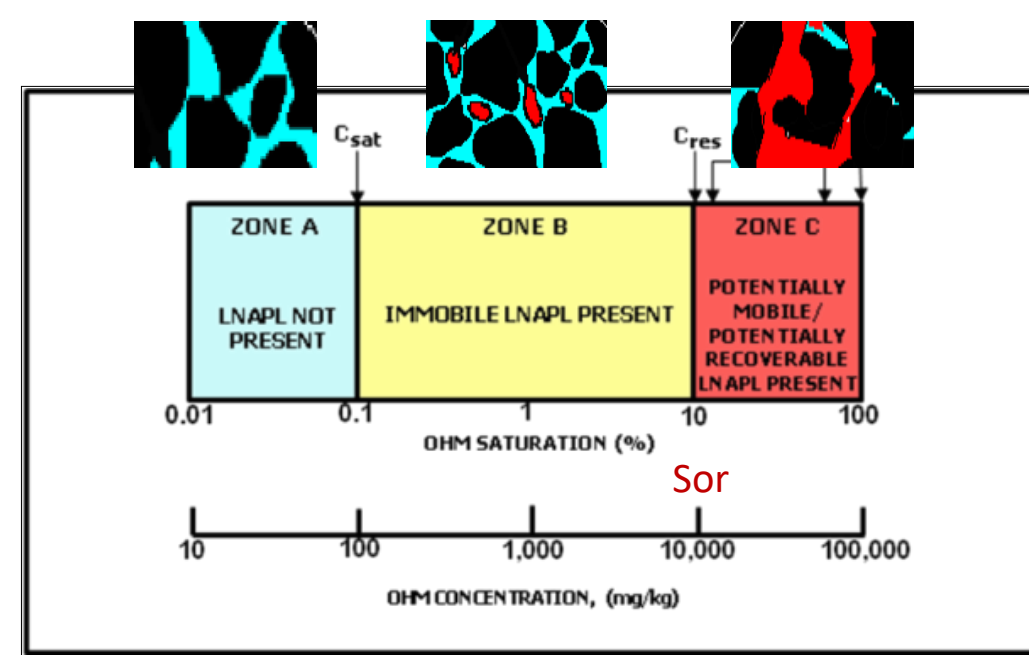 Csat
Cres
ZONE A
ZONE B
ZONE C
LNAPL NOT
PRESENT
IMMOBILE LNAPL PRESENT
POTENTIALLY
MOBILE/
POTENTIALLY
RECOVERABLE
LNAPL PRESENT
0.01
0.1
1
10
100
OHM SATURATION (%)
Sor
10
100
1,000
10,000
100,000
OHM CONCENTRATION, (mg/kg)